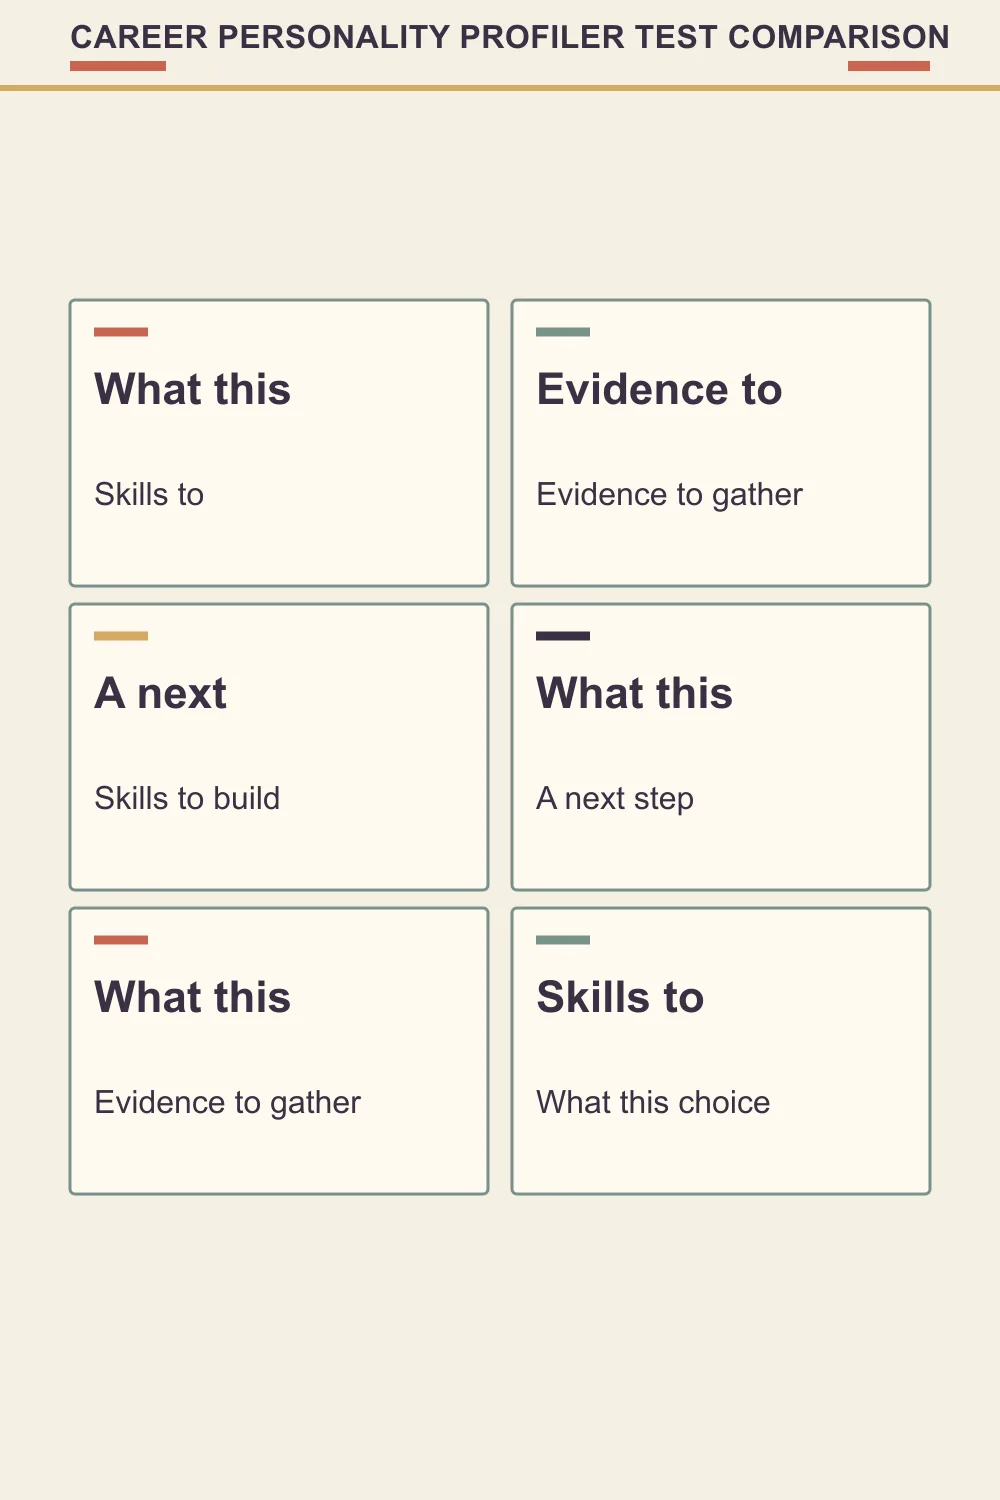 CAREER PERSONALITY PROFILER TEST COMPARISON
What this
Skills to
Evidence to
Evidence to gather
A next
Skills to build
What this
A next step
What this
Evidence to gather
Skills to
What this choice